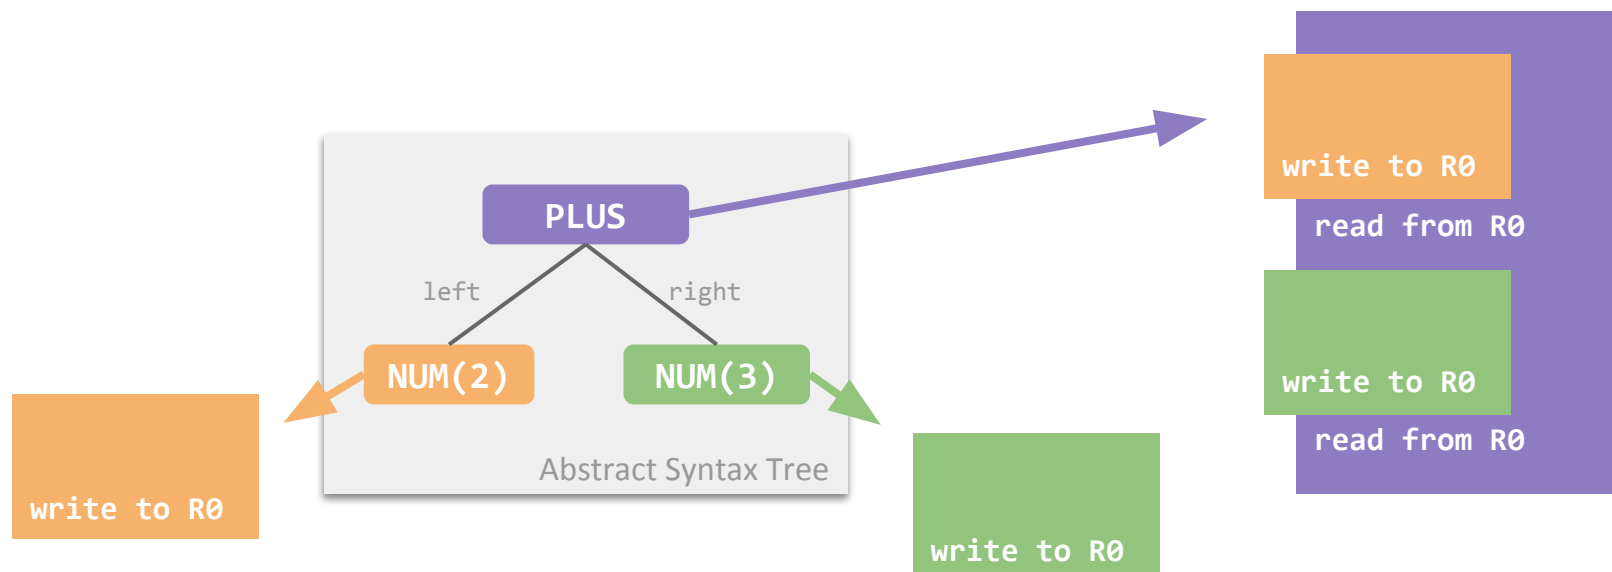 PLUS
left
right
NUM(2)
NUM(3)
Abstract Syntax Tree
write to R0
write to R0
write to R0
read from R0
write to R0
read from R0